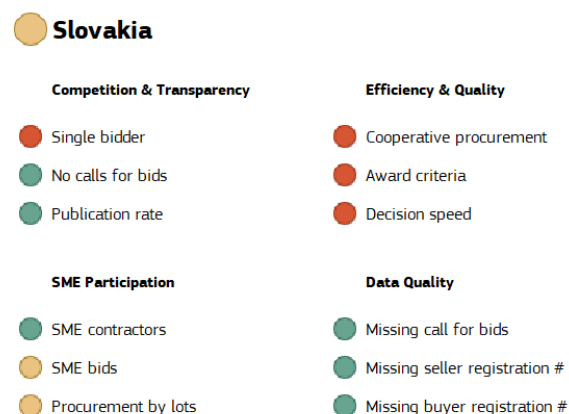 Slovakia
Competition & Transparency
Single bidder
No calls for bids
Publication rate
Efficiency & Quality
Cooperative procurement
Award criteria
Decision speed
SME Participation
SME contractors
SME bids
Procurement by lots
Data Quality
Missing call for bids
Missing seller registration #
Missing buyer registration #